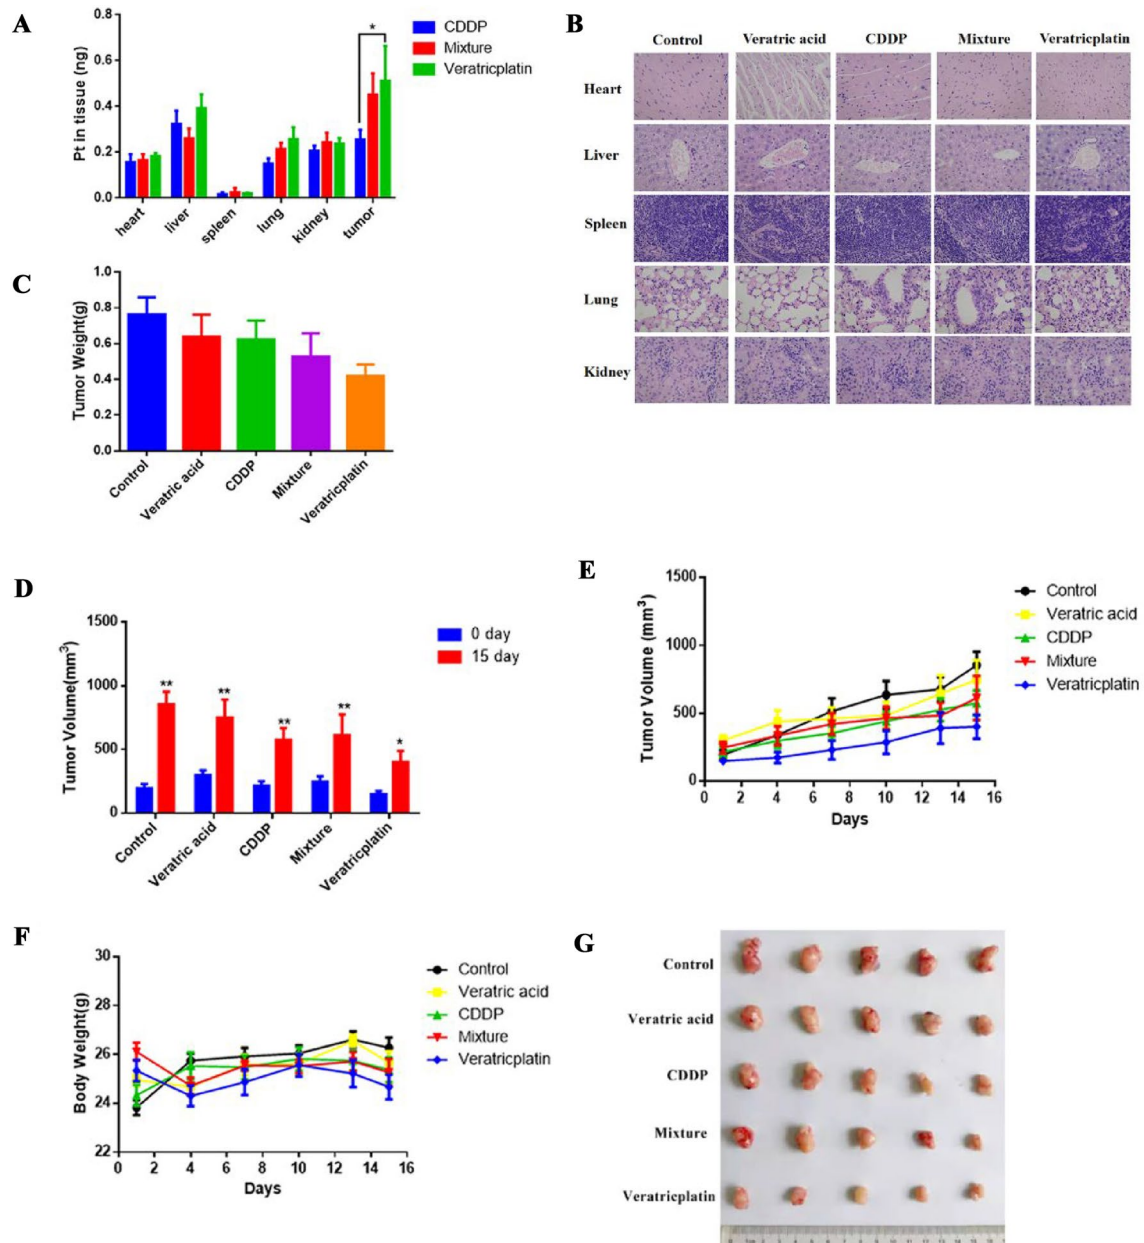 A
Pt in tissue (ng)
0.8
0.6
0.4
0.2
0.0
heart
liver
spleen
lung
kidney
tumor
*
CDDP
Mixture
Veratricplatin
B
Control
Veratric acid
CDDP
Mixture
Veratricplatin
Heart
Liver
Spleen
Lung
Kidney
C
Tumor Weight(g)
1.0
0.8
0.6
0.4
0.2
0.0
Control
Veratric acid
CDDP
Mixture
Veratricplatin
D
Tumor Volume(mm³)
1500
1000
500
0
**
**
**
**
*
Control
Veratric acid
CDDP
Mixture
Veratricplatin
0 day
15 day
E
Tumor Volume (mm³)
1500
1000
500
0
0 2 4 6 8 10 12 14 16
Days
Control
Veratric acid
CDDP
Mixture
Veratricplatin
F
Body Weight(g)
30
28
26
24
22
0 2 4 6 8 10 12 14 16
Days
Control
Veratric acid
CDDP
Mixture
Veratricplatin
G
Control
Veratric acid
CDDP
Mixture
Veratricplatin